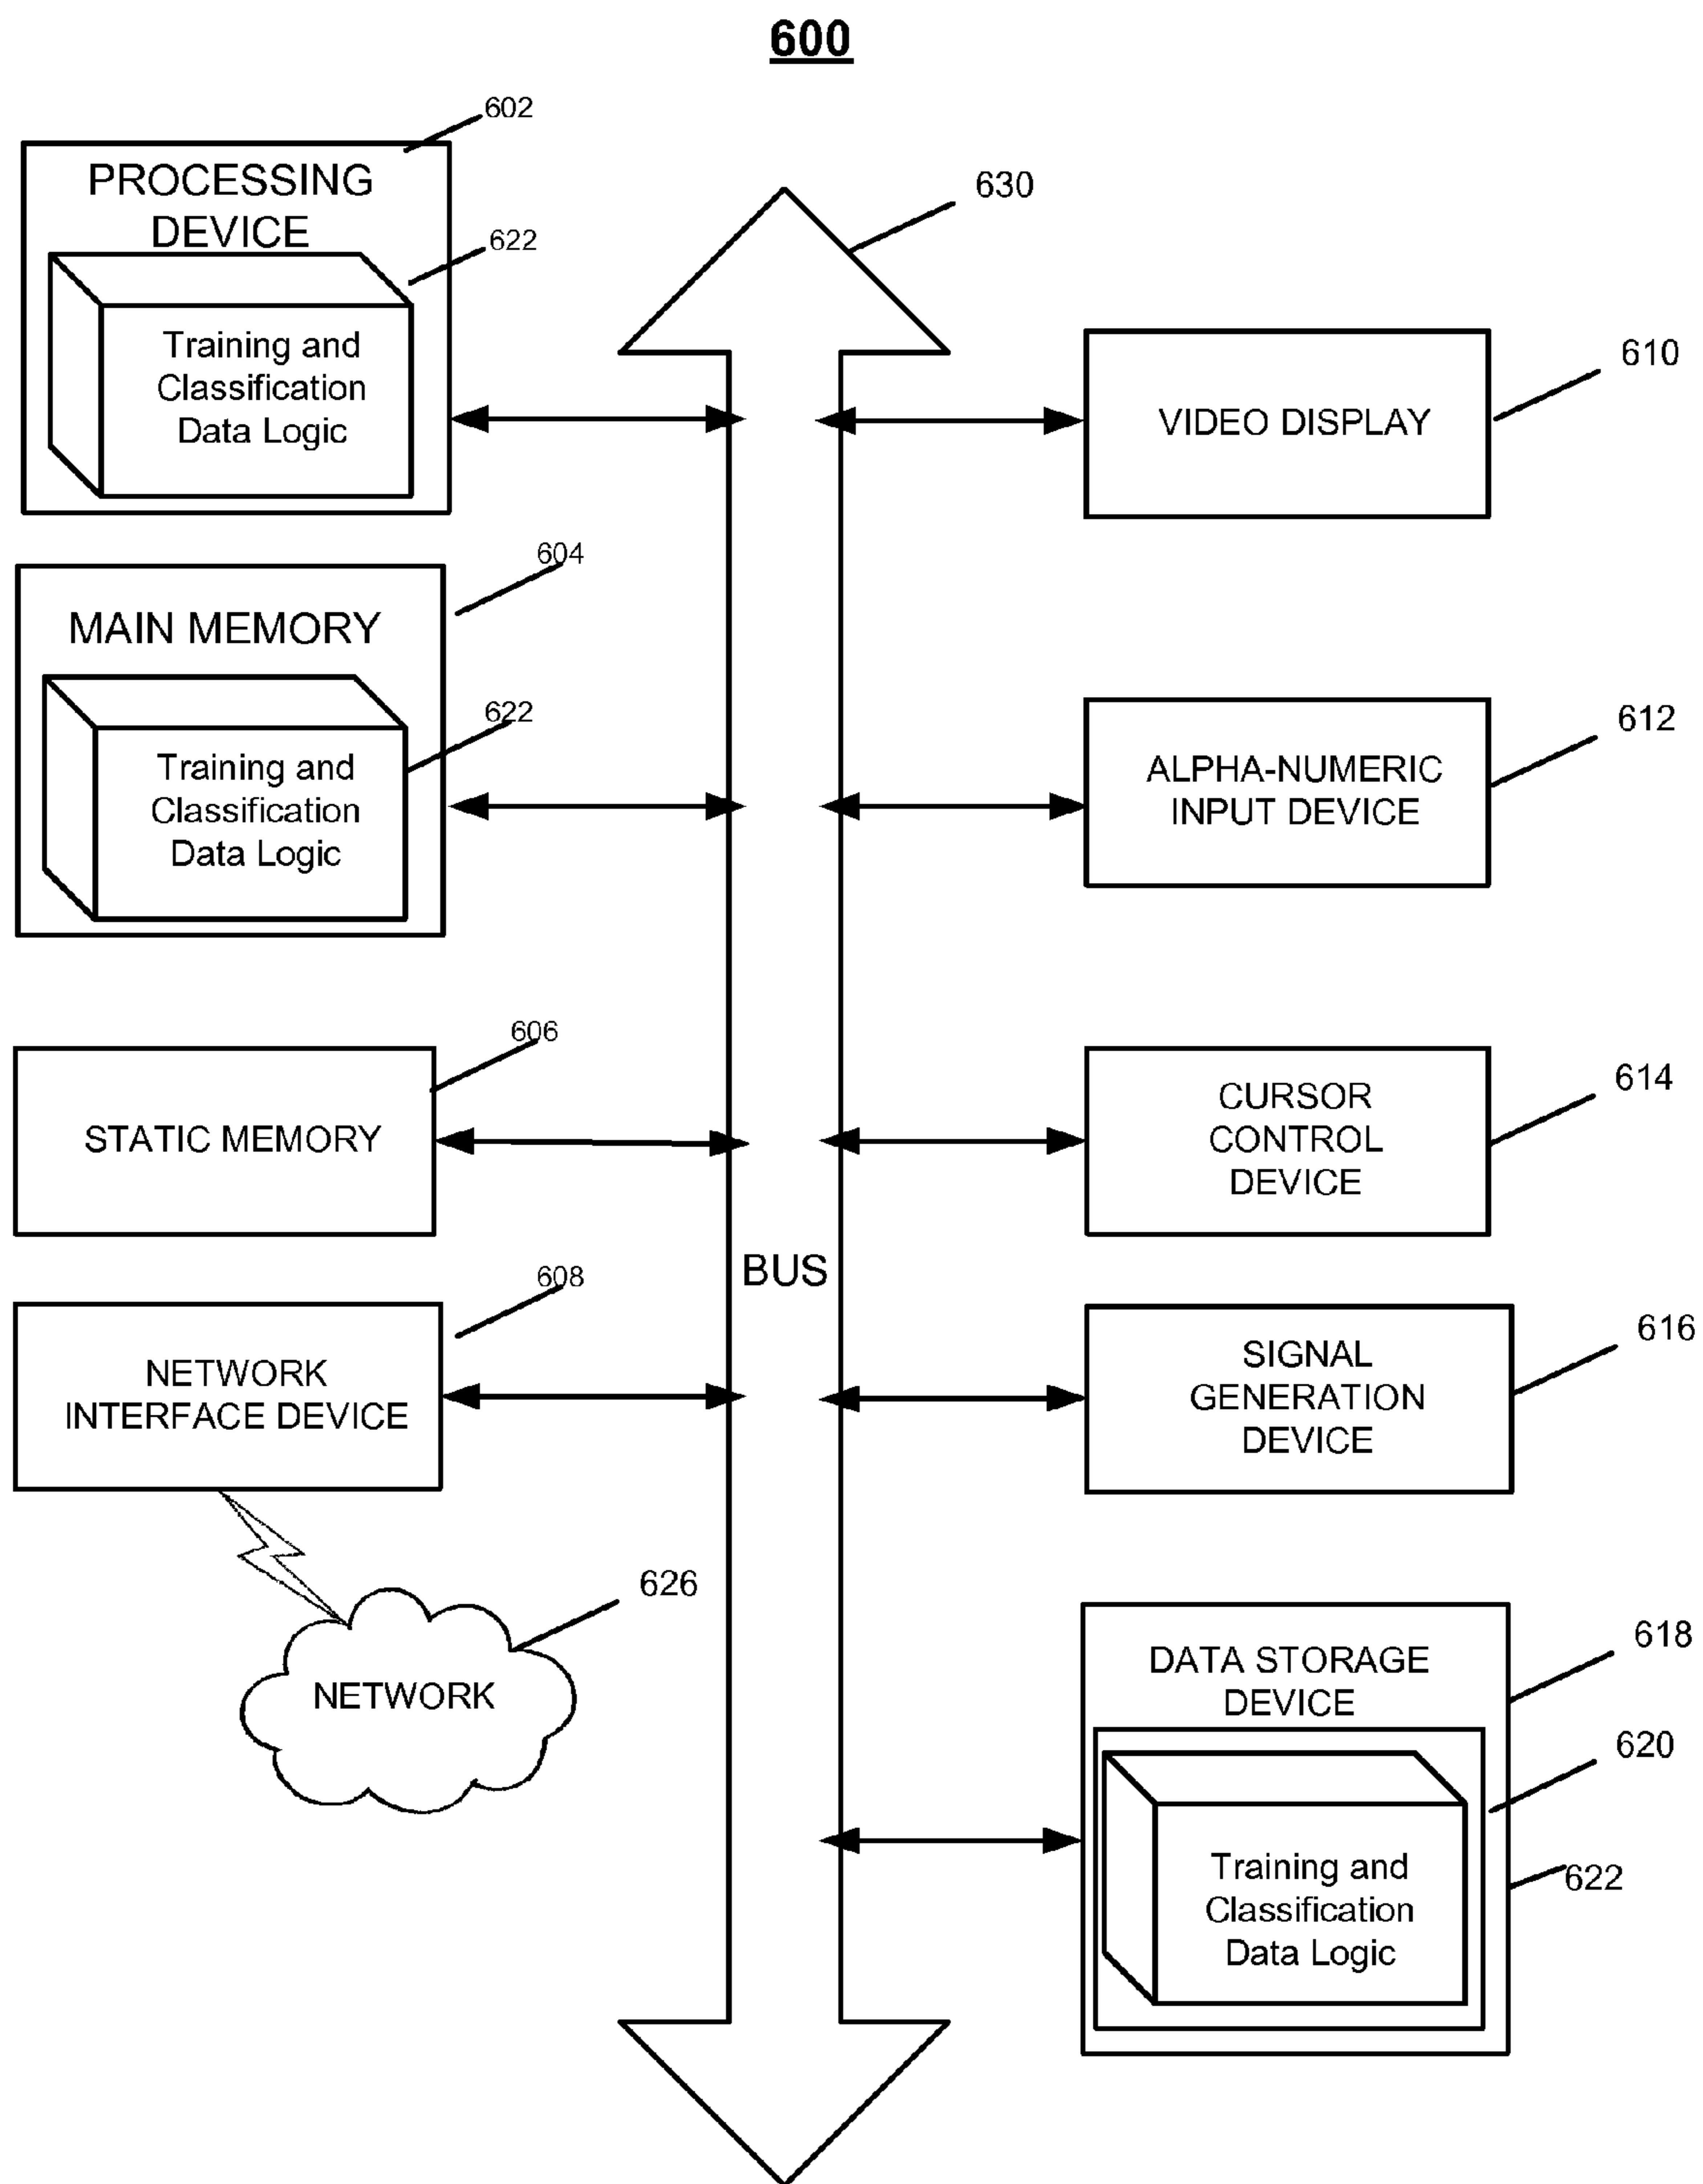 600
602
PROCESSING
DEVICE
622
Training and
Classification
Data Logic
604
MAIN MEMORY
622
Training and
Classification
Data Logic
606
STATIC MEMORY
608
NETWORK
INTERFACE DEVICE
626
NETWORK
630
BUS
610
VIDEO DISPLAY
612
ALPHA-NUMERIC
INPUT DEVICE
614
CURSOR
CONTROL
DEVICE
616
SIGNAL
GENERATION
DEVICE
618
DATA STORAGE
DEVICE
620
622
Training and
Classification
Data Logic